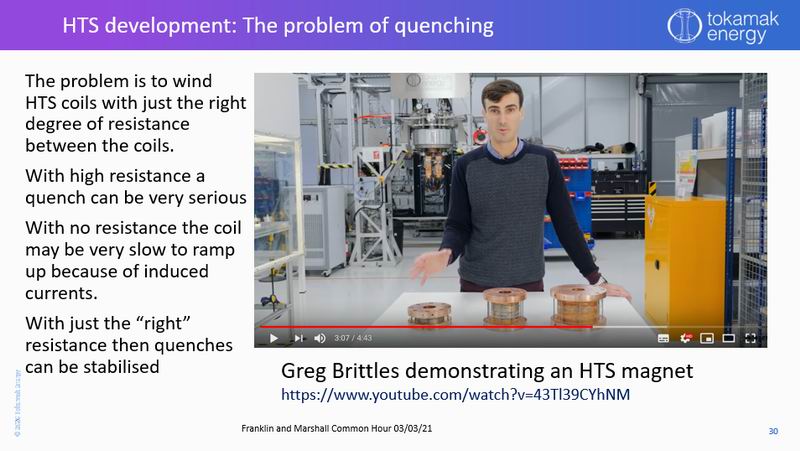 HTS development: The problem of quenching
tokamak
energy
The problem is to wind
HTS coils with just the right
degree of resistance
between the coils.
With high resistance a
quench can be very serious
With no resistance the coil
may be very slow to ramp
up because of induced
currents.
With just the “right”
resistance then quenches
can be stabilised
3:07 / 4:43
Greg Brittles demonstrating an HTS magnet
https://www.youtube.com/watch?v=43Tl39CYhNM
Franklin and Marshall Common Hour 03/03/21
30